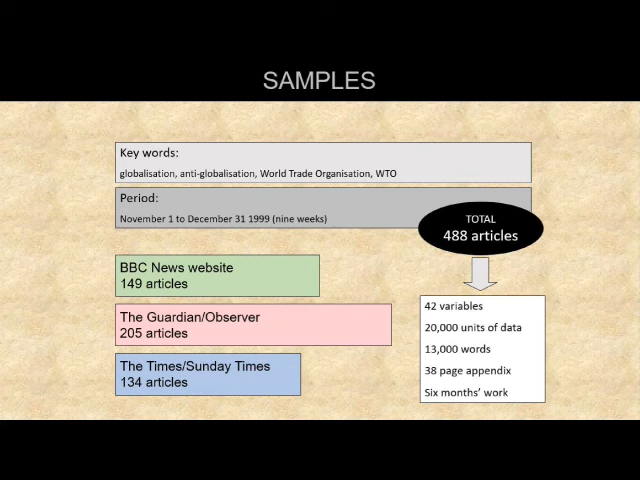 SAMPLES
Key words:
globalisation, anti-globalisation, World Trade Organisation, WTO
Period:
November 1 to December 31 1999 (nine weeks)
TOTAL
488 articles
BBC News website
149 articles
The Guardian/Observer
205 articles
The Times/Sunday Times
134 articles
42 variables
20,000 units of data
13,000 words
38 page appendix
Six months’ work